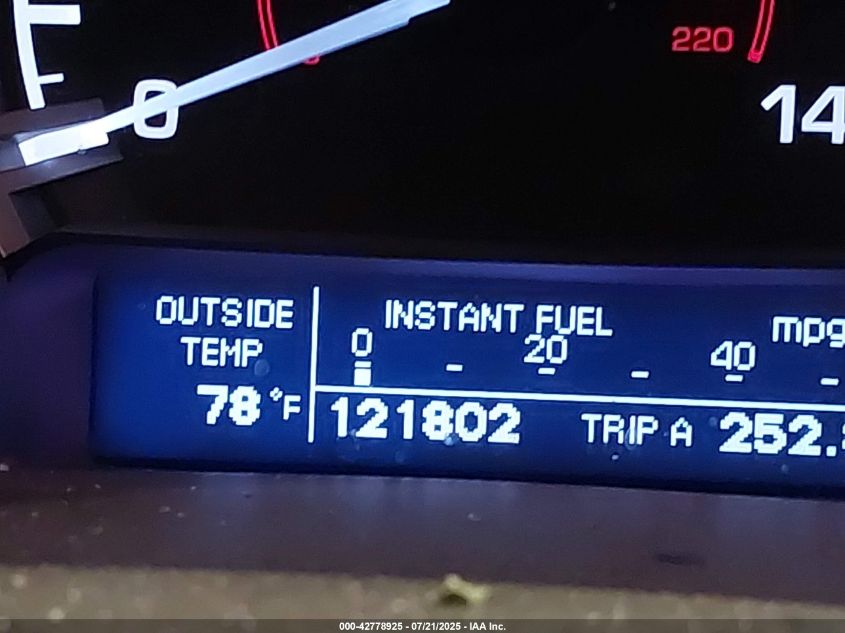 220
0
14
OUTSIDE
TEMP
78 °F
INSTANT FUEL mpg
0 20 40
121802 TRIP A 252.
000-42778925 - 07/21/2025 - IAA Inc.